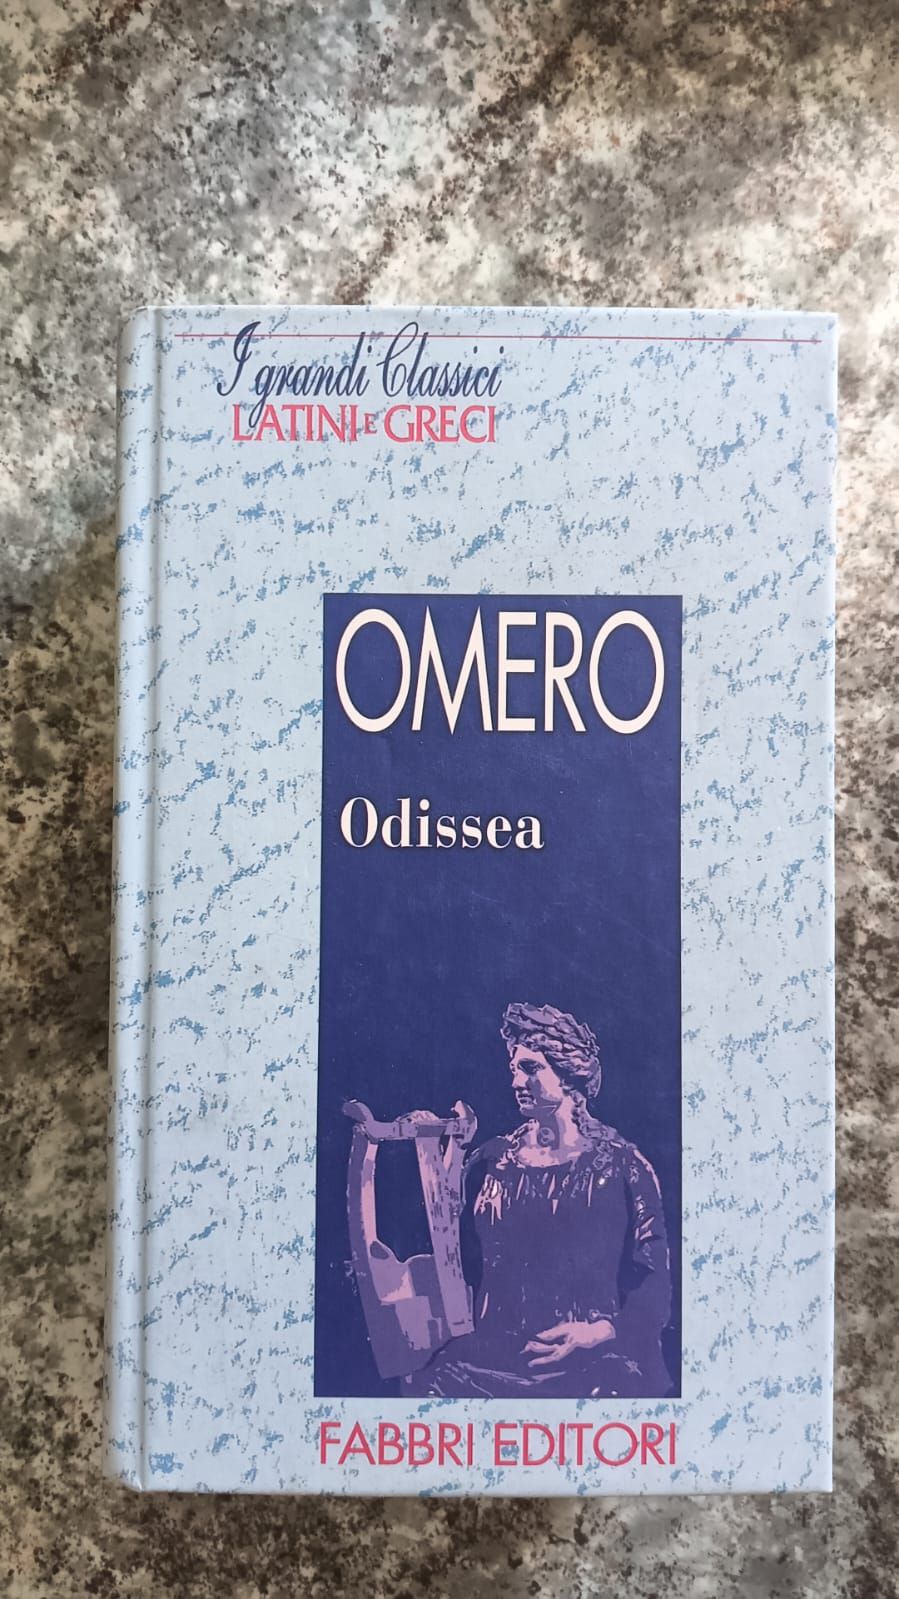 I grandi Classici
LATINI E GRECI
OMERO
Odissea
FABBRI EDITORI